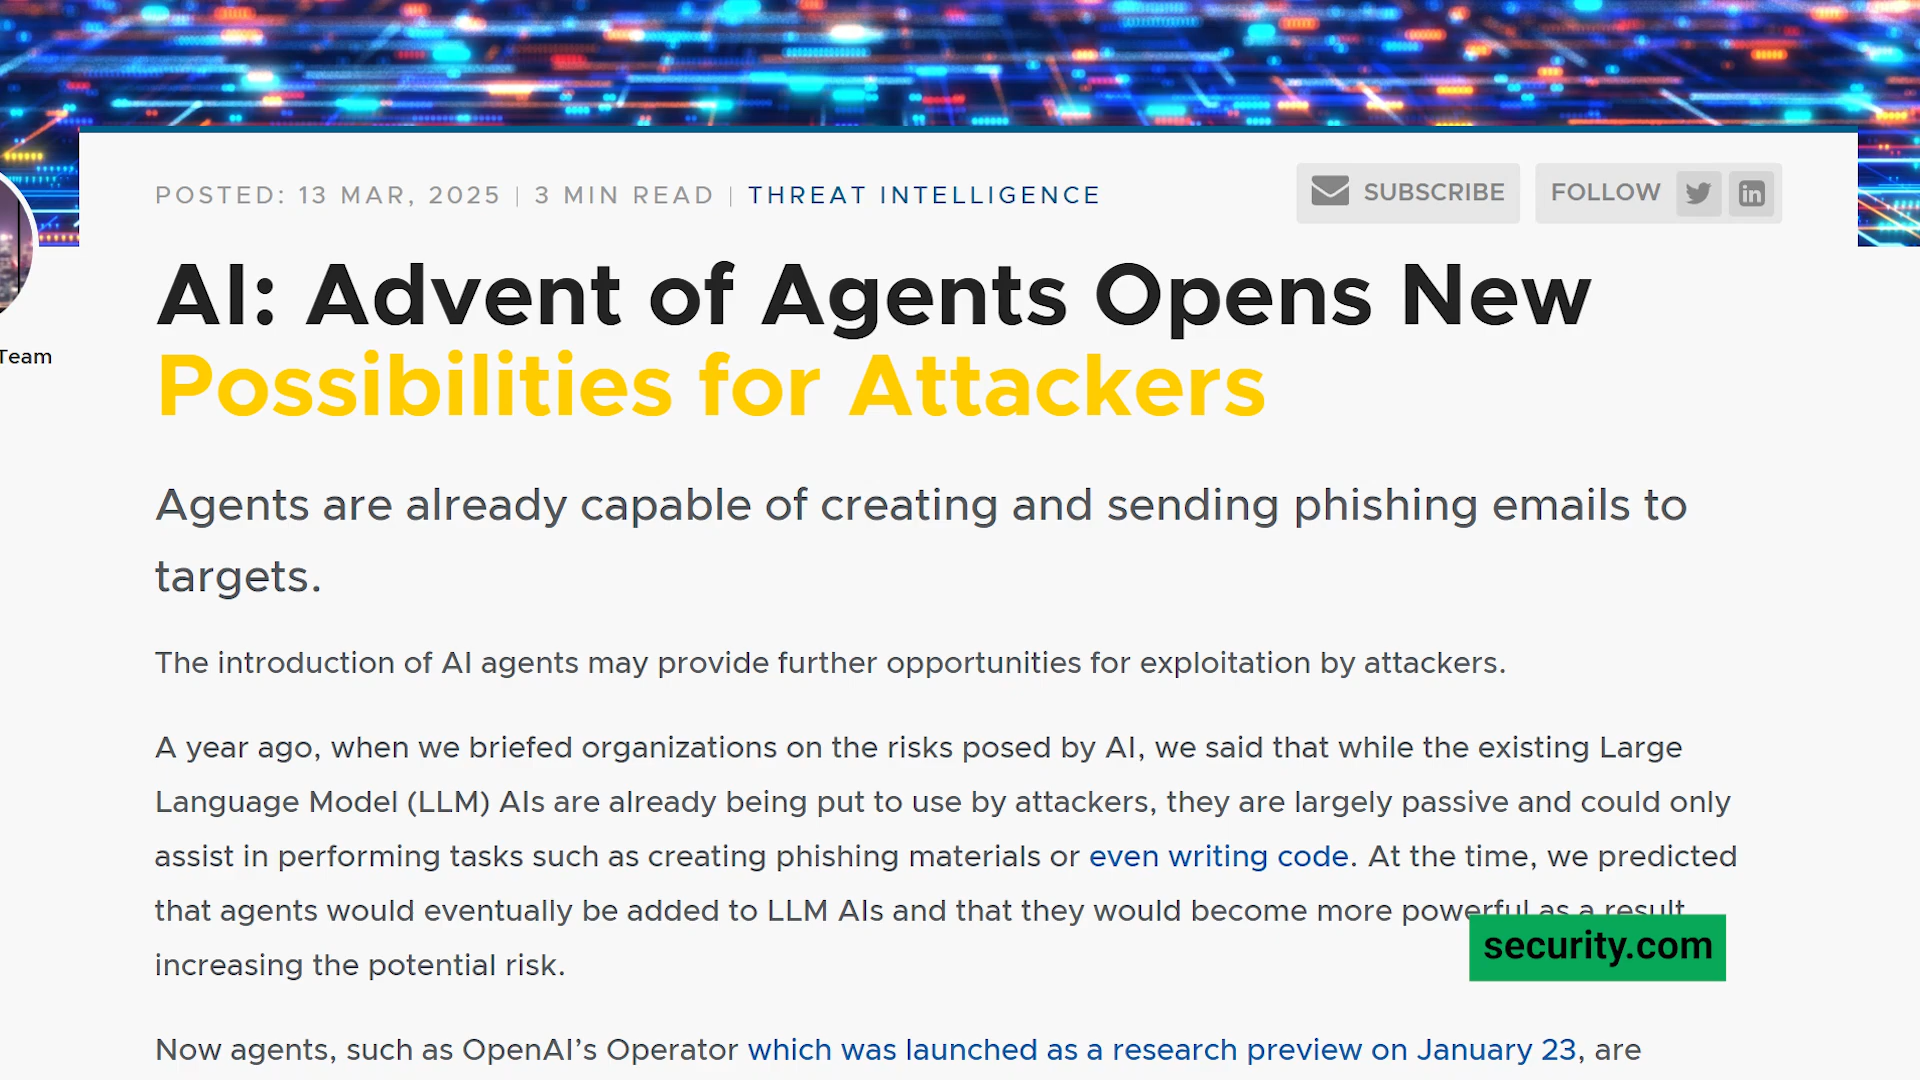 POSTED: 13 MAR, 2025 | 3 MIN READ | THREAT INTELLIGENCE
SUBSCRIBE
FOLLOW
AI: Advent of Agents Opens New
Possibilities for Attackers
Team
Agents are already capable of creating and sending phishing emails to
targets.
The introduction of AI agents may provide further opportunities for exploitation by attackers.
A year ago, when we briefed organizations on the risks posed by AI, we said that while the existing Large
Language Model (LLM) AIs are already being put to use by attackers, they are largely passive and could only
assist in performing tasks such as creating phishing materials or even writing code. At the time, we predicted
that agents would eventually be added to LLM AIs and that they would become more powerful as a result
increasing the potential risk.
security.com
Now agents, such as OpenAI’s Operator which was launched as a research preview on January 23, are